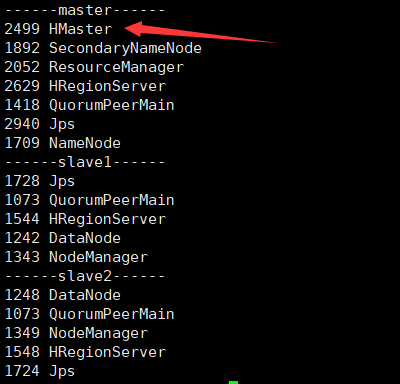 ------master------
2499 HMaster
1892 SecondaryNameNode
2052 ResourceManager
2629 HRegionServer
1418 QuorumPeerMain
2940 Jps
1709 NameNode
------slave1------
1728 Jps
1073 QuorumPeerMain
1544 HRegionServer
1242 DataNode
1343 NodeManager
------slave2------
1248 DataNode
1073 QuorumPeerMain
1349 NodeManager
1548 HRegionServer
1724 Jps